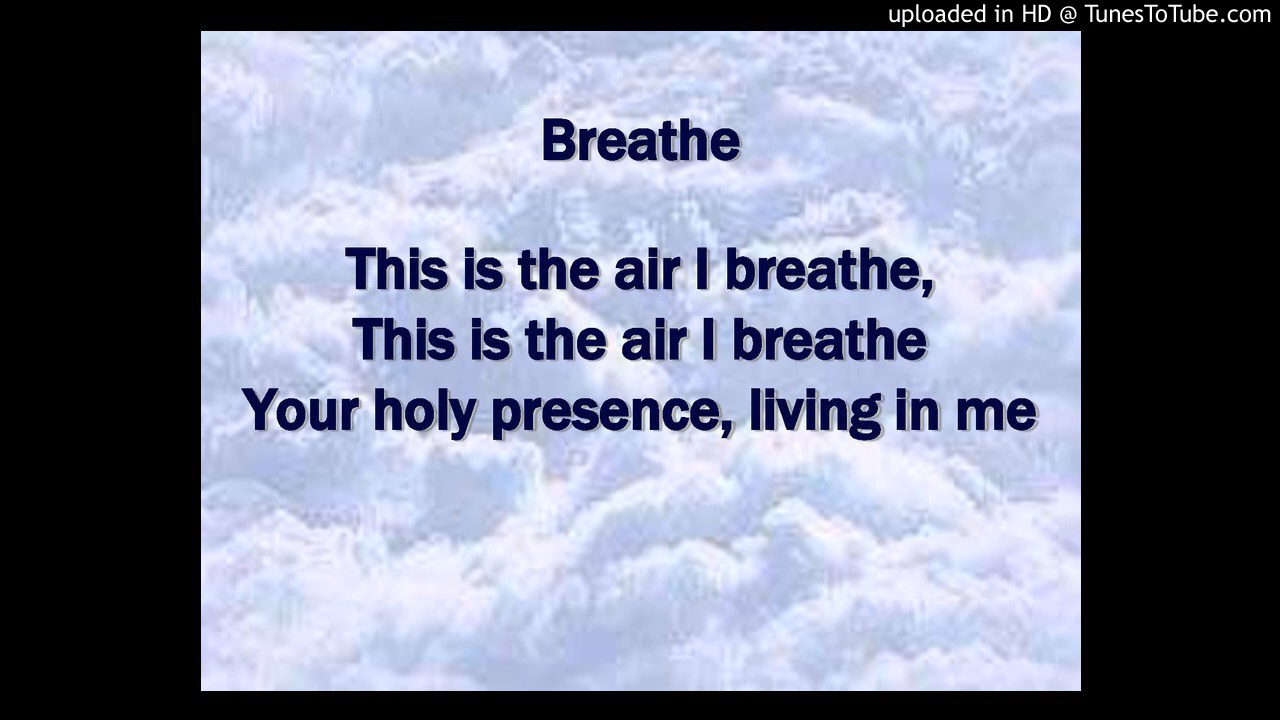 uploaded in HD @ TunesToTube.com
Breathe
This is the air I breathe,
This is the air I breathe
Your holy presence, living in me